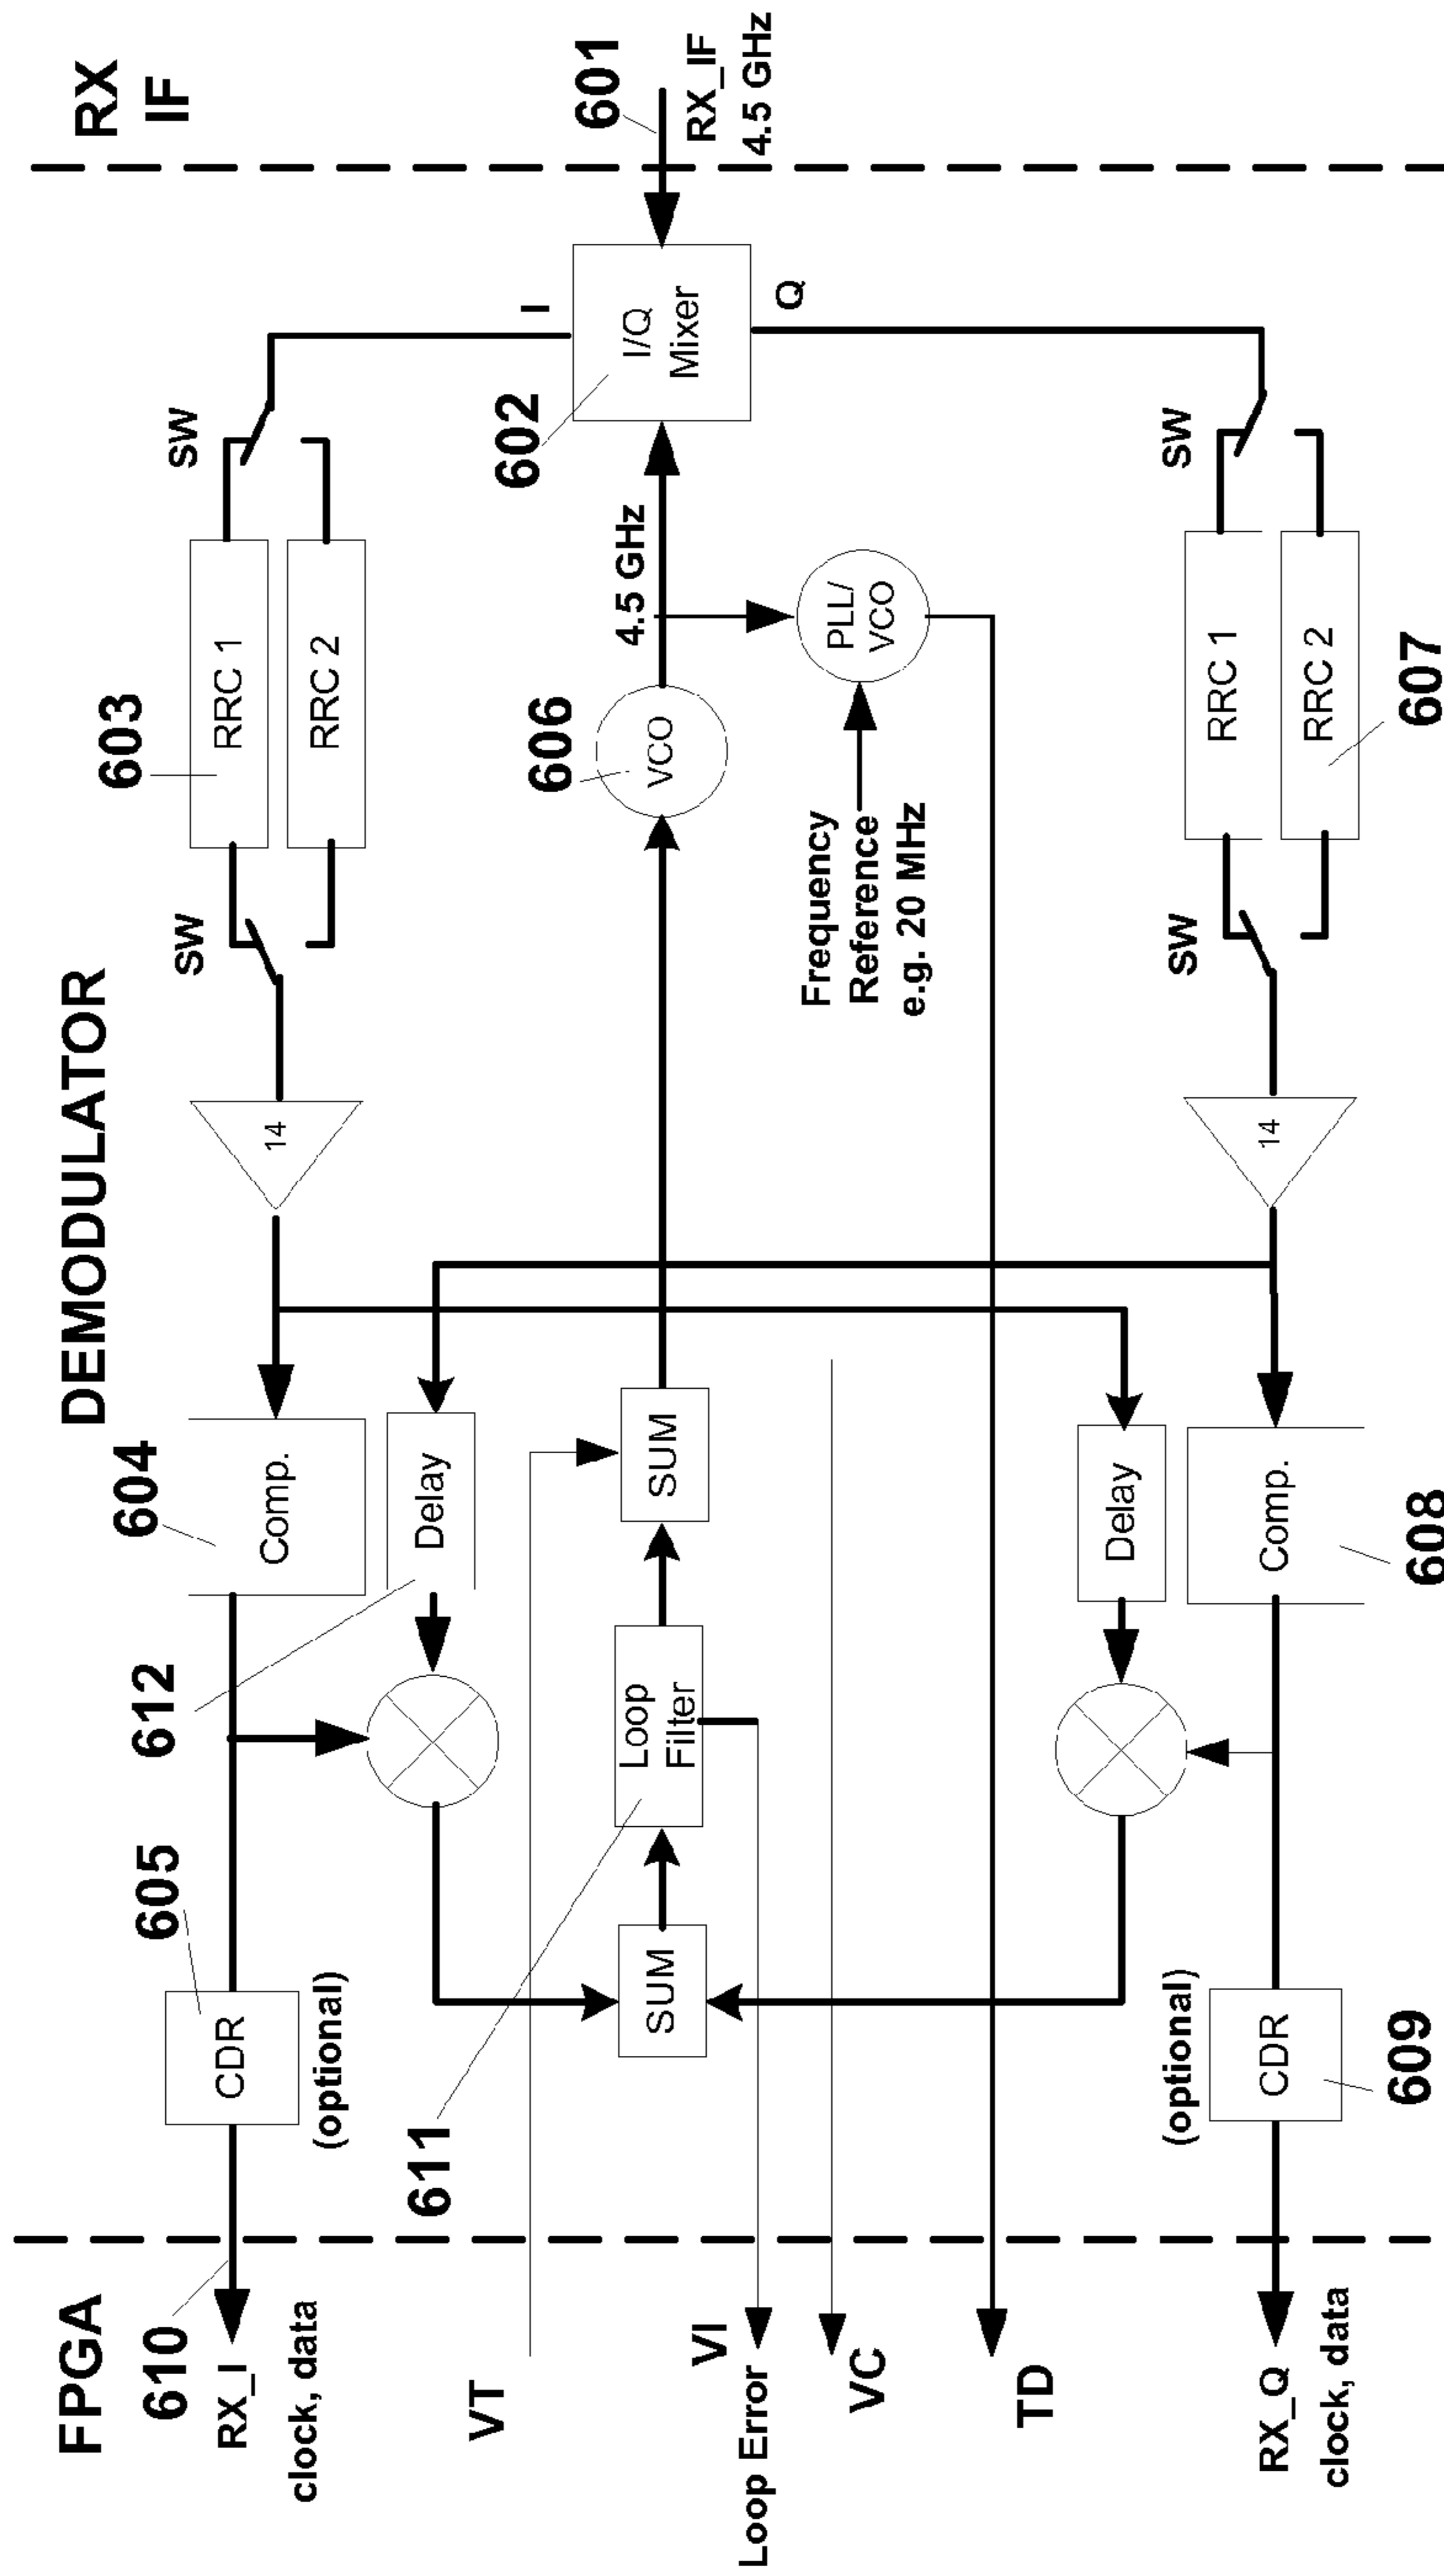 FPGA
DEMODULATOR
RX
IF
610
RX_I
clock, data
605
CDR
(optional)
612
604
Comp.
Delay
14
SW
603
RRC 1
RRC 2
SW
I
VT
611
SUM
Loop
Filter
SUM
606
VCO
4.5 GHz
602
I/Q
Mixer
601
RX_IF
4.5 GHz
VI
Loop Error
VC
TD
Frequency
Reference
e.g. 20 MHz
PLL/
VCO
Q
RX_Q
clock, data
(optional)
CDR
609
Delay
Comp.
608
14
SW
RRC 1
RRC 2
607
SW